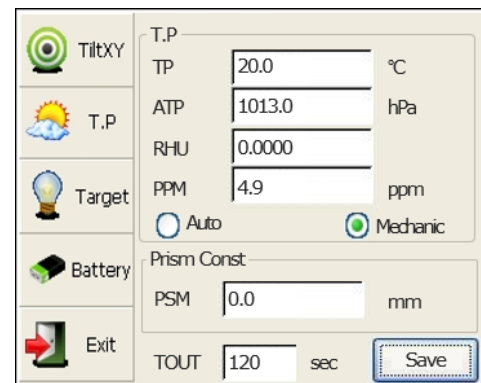 TiltXY
T.P
Target
Battery
Exit
T.P
TP 20.0 °C
ATP 1013.0 hPa
RHU 0.0000
PPM 4.9 ppm
Auto Mechanic
Prism Const
PSM 0.0 mm
TOUT 120 sec Save